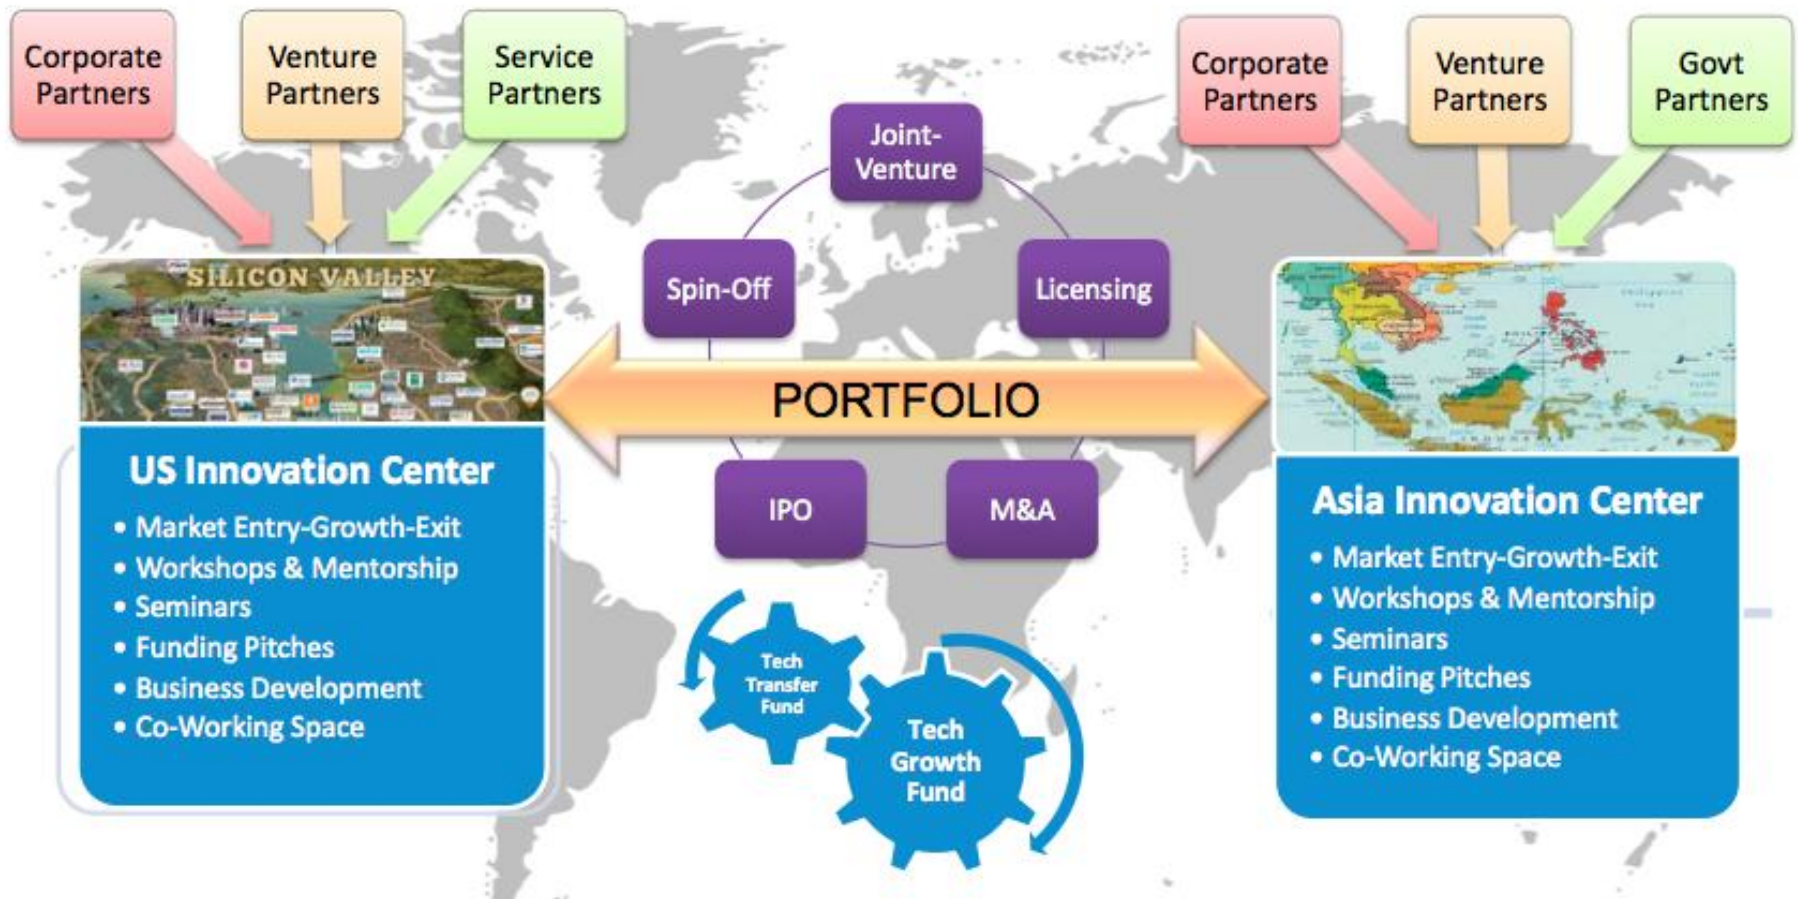 Corporate
Partners
Venture
Partners
Service
Partners
Corporate
Partners
Venture
Partners
Govt
Partners
Joint-
Venture
Spin-Off
Licensing
SILICON VALLEY
PORTFOLIO
IPO
M&A
US Innovation Center
• Market Entry-Growth-Exit
• Workshops & Mentorship
• Seminars
• Funding Pitches
• Business Development
• Co-Working Space
Tech
Transfer
Fund
Tech
Growth
Fund
Asia Innovation Center
• Market Entry-Growth-Exit
• Workshops & Mentorship
• Seminars
• Funding Pitches
• Business Development
• Co-Working Space